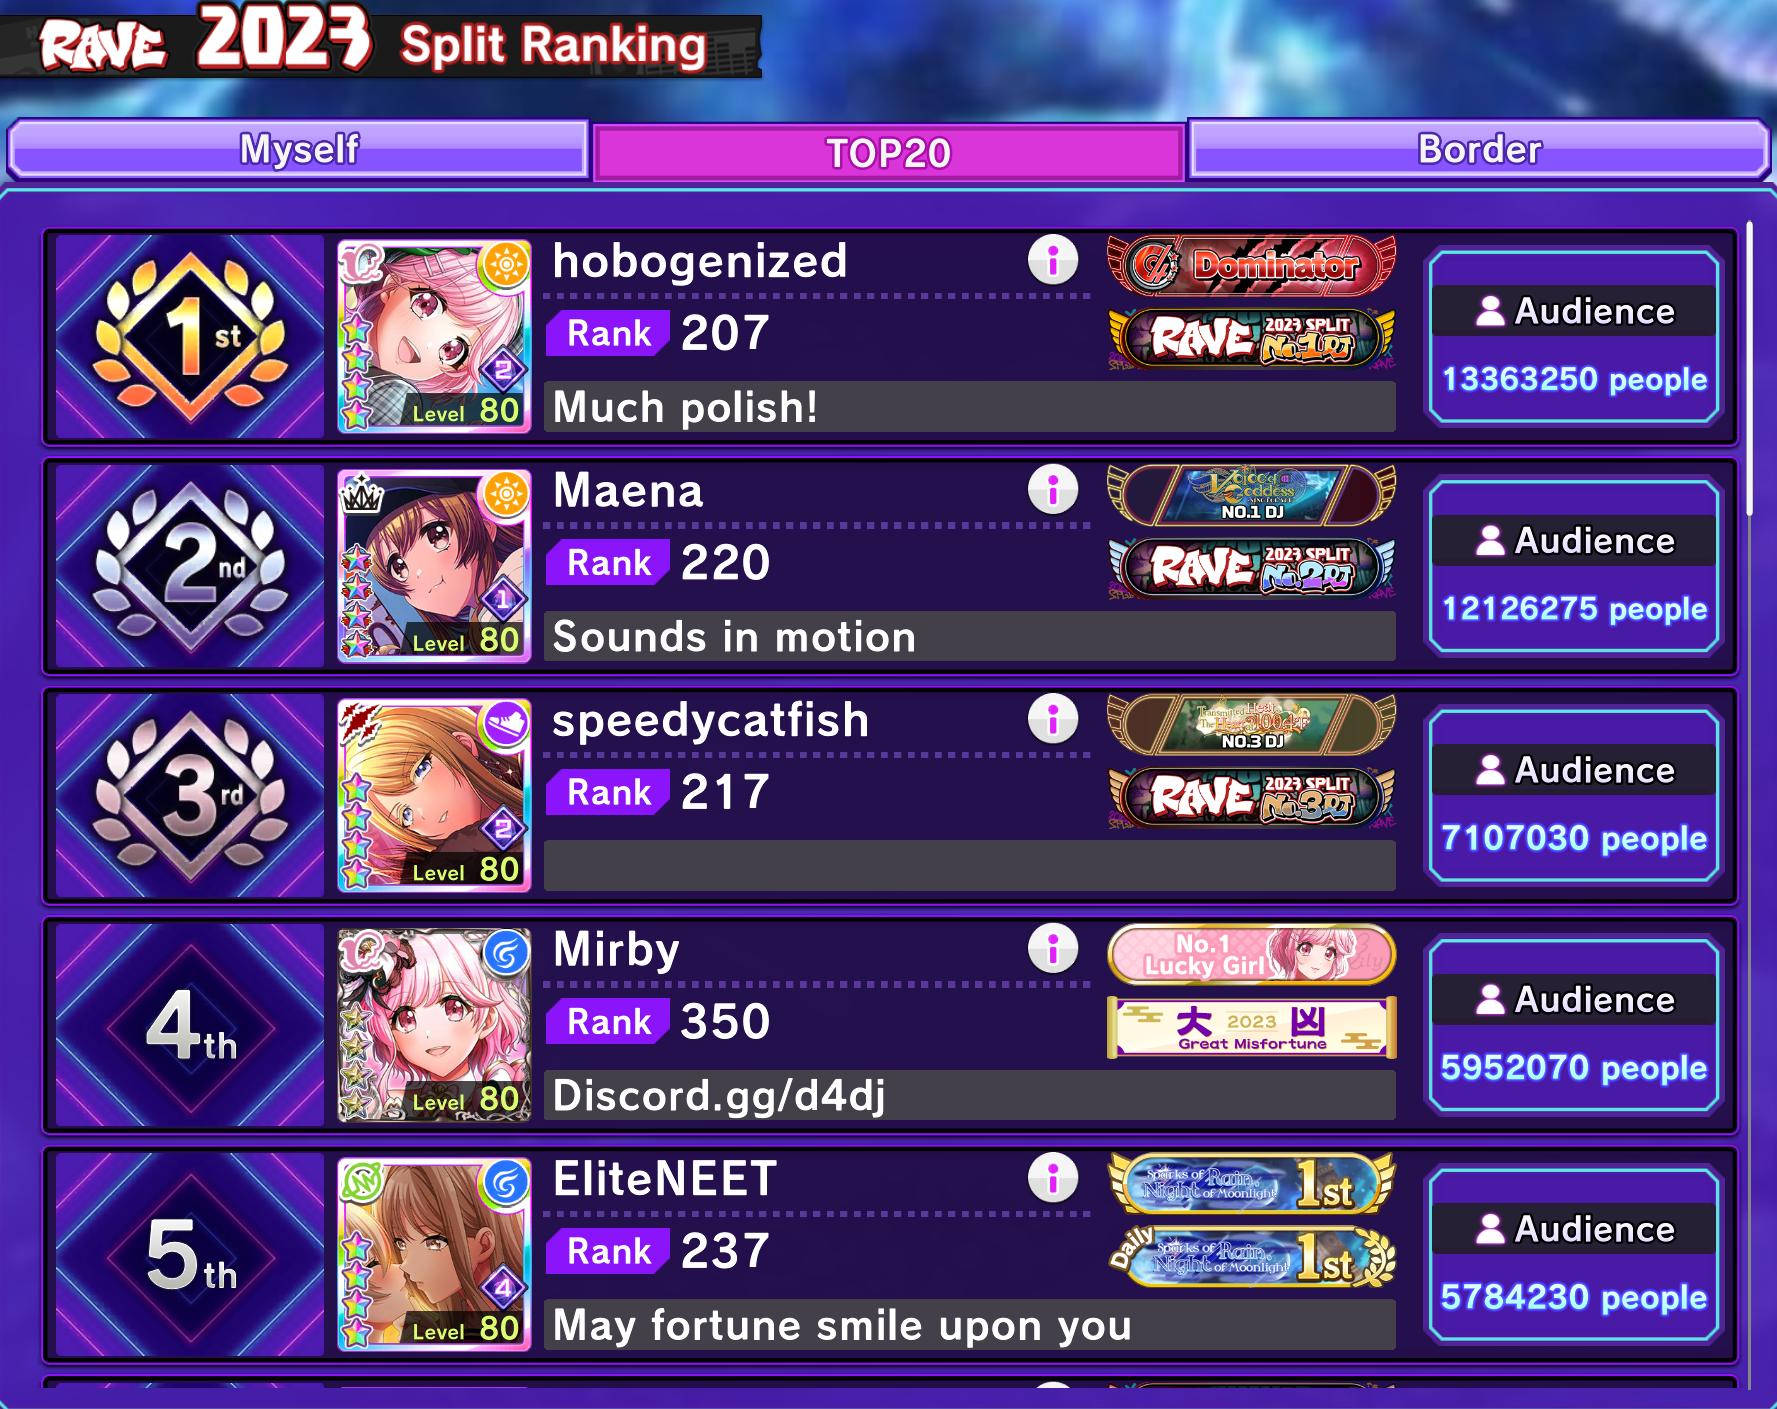 RAVE 2023 Split Ranking
Myself
TOP20
Border
1st
Level 80
hobogenized
Rank 207
Much polish!
Dominator
RAVE 2023 SPLIT No.1 DJ
Audience
13363250 people
2nd
Level 80
Maena
Rank 220
Sounds in motion
Voice of Goddess
NO.1 DJ
RAVE 2023 SPLIT No.2 DJ
Audience
12126275 people
3rd
Level 80
speedycatfish
Rank 217
Transmitted Heat
The Heart 106.4°F
NO.3 DJ
RAVE 2023 SPLIT No.3 DJ
Audience
7107030 people
4th
Level 80
Mirby
Rank 350
Discord.gg/d4dj
No.1
Lucky Girl
大 2023 凶
Great Misfortune
Audience
5952070 people
5th
Level 80
EliteNEET
Rank 237
May fortune smile upon you
Sparks of Rain,
Night of Moonlight
1st
Daily
Sparks of Rain,
Night of Moonlight
1st
Audience
5784230 people